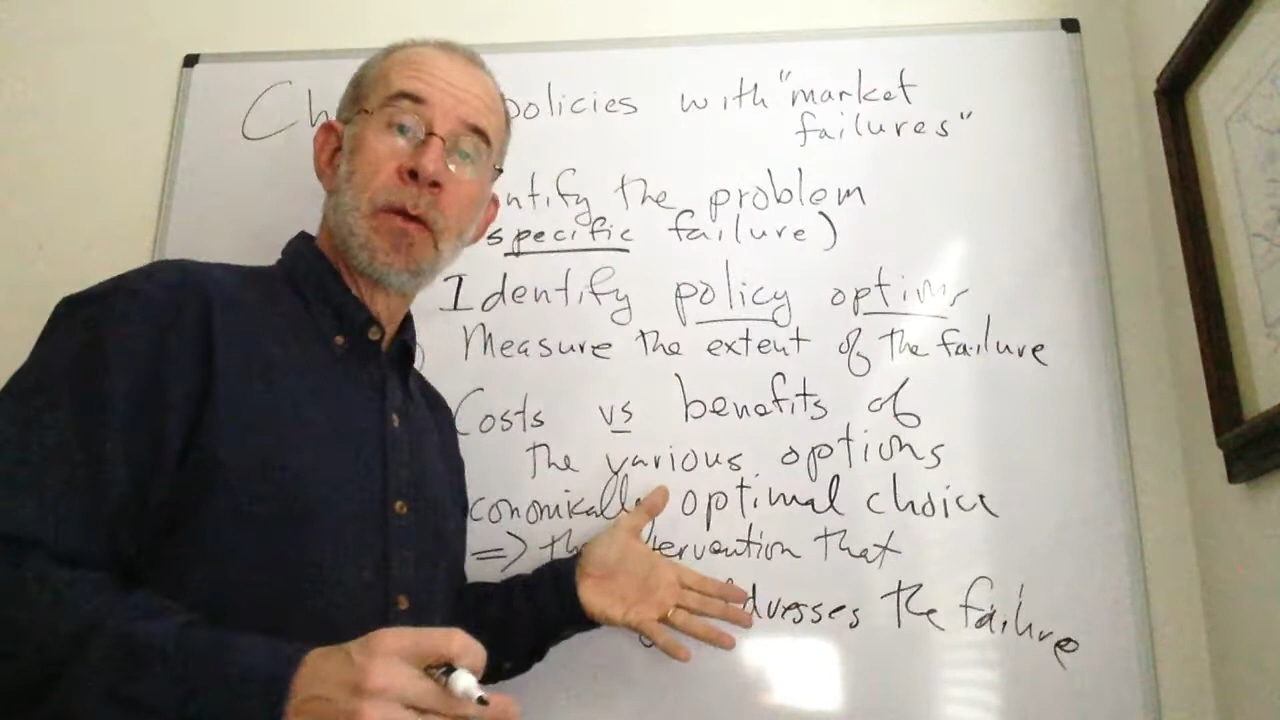 Ch policies with "market
failures"
ntify the problem
specific failure)
Identify policy options
) Measure the extent of the failure
Costs vs benefits of
the various options
conomically optimal choice
=> the tervention that
dresses the failure